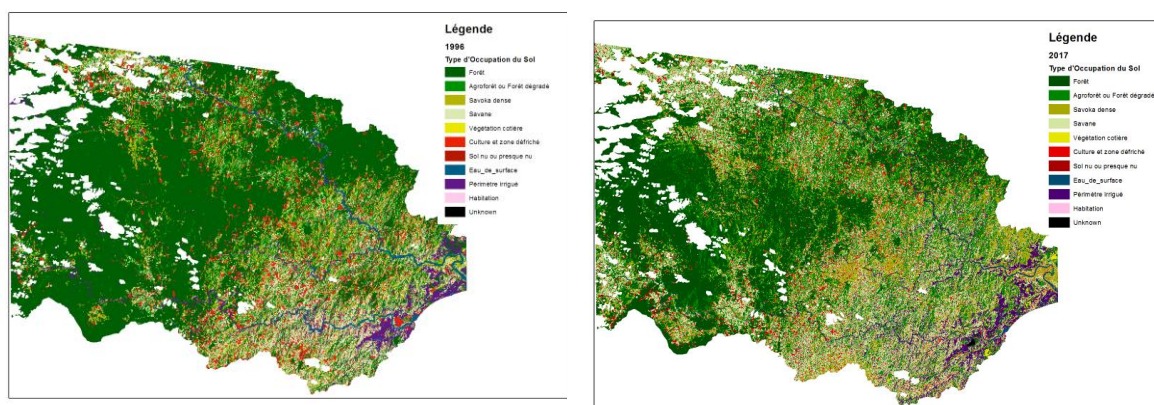 Légende
1996
Type d'Occupation du Sol
Forêt
Agroforêt ou Forêt dégradé
Savoka dense
Savane
Végétation cotière
Culture et zone défriché
Sol nu ou presque nu
Eau_de_surface
Périmètre irrigué
Habitation
Unknown
Légende
2017
Type d'Occupation du Sol
Forêt
Agroforêt ou Forêt dégradé
Savoka dense
Savane
Végétation cotière
Culture et zone défriché
Sol nu ou presque nu
Eau_de_surface
Périmètre irrigué
Habitation
Unknown